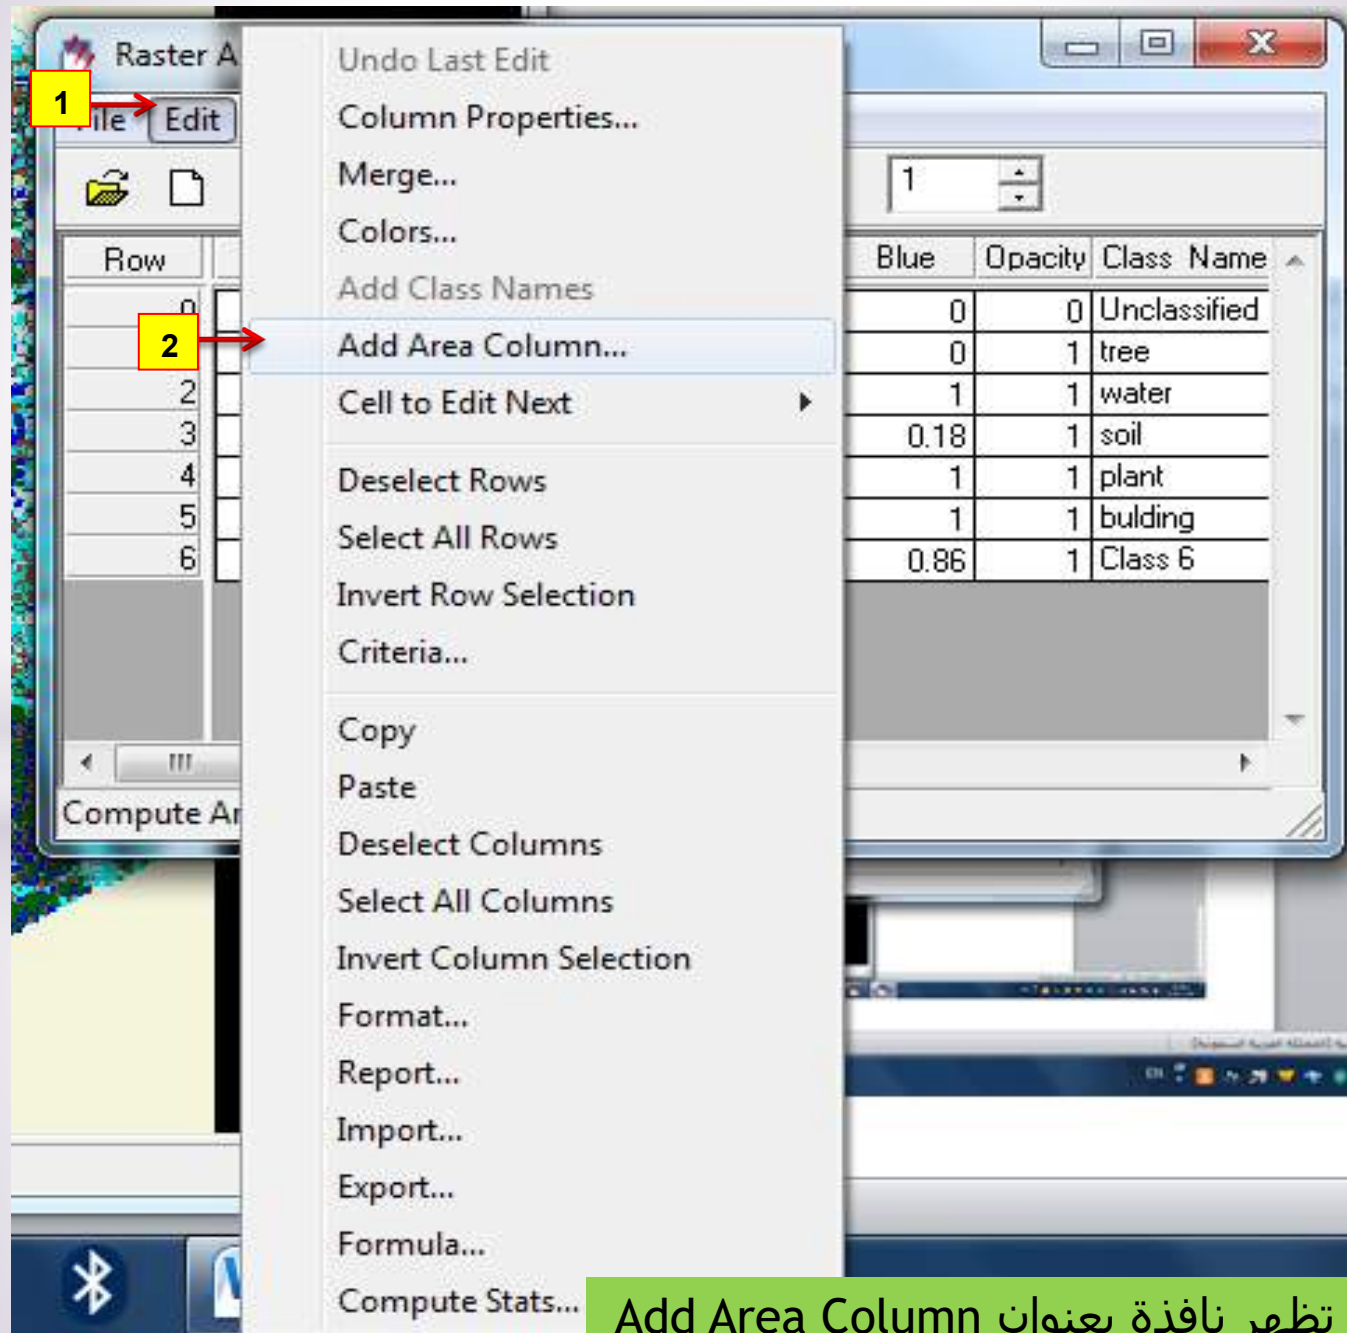 Raster A
1
File Edit
1
Row Blue Opacity Class Name
0 0 0 Unclassified
0 1 tree
2 1 1 water
3 0.18 1 soil
4 1 1 plant
5 1 1 bulding
6 0.86 1 Class 6
Compute Ar
Undo Last Edit
Column Properties...
Merge...
Colors...
Add Class Names
2
Add Area Column...
Cell to Edit Next
Deselect Rows
Select All Rows
Invert Row Selection
Criteria...
Copy
Paste
Deselect Columns
Select All Columns
Invert Column Selection
Format...
Report...
Import...
Export...
Formula...
Compute Stats...
EN
تظهر نافذة بعنوان Add Area Column